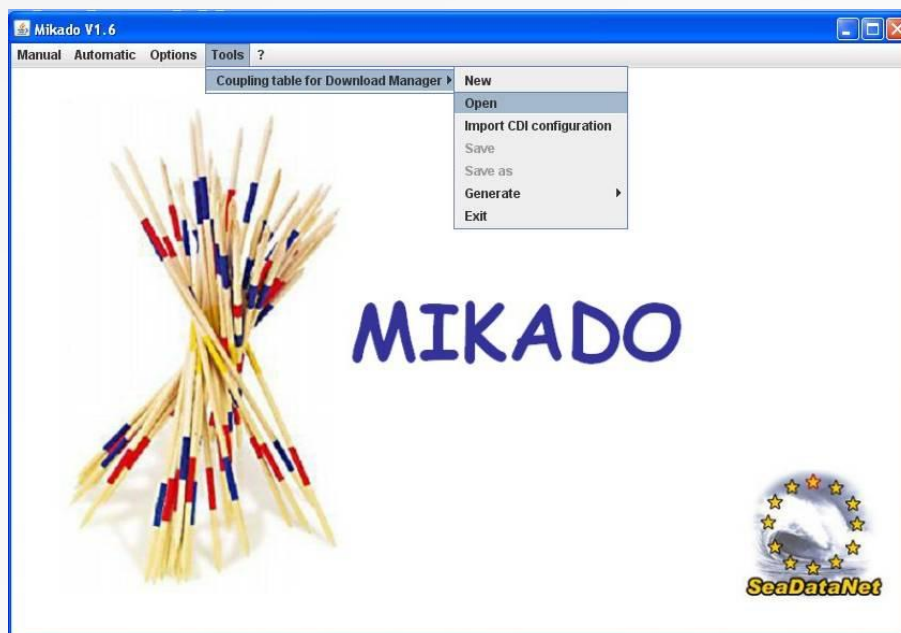 Mikado V1.6
Manual Automatic Options Tools ?
Coupling table for Download Manager
New
Open
Import CDI configuration
Save
Save as
Generate
Exit
MIKADO
SeaDataNet